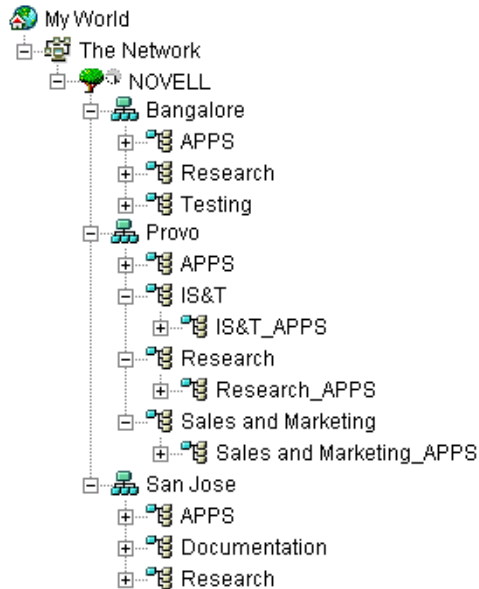 My World
The Network
NOVELL
Bangalore
APPS
Research
Testing
Provo
APPS
IS&T
IS&T_APPS
Research
Research_APPS
Sales and Marketing
Sales and Marketing_APPS
San Jose
APPS
Documentation
Research